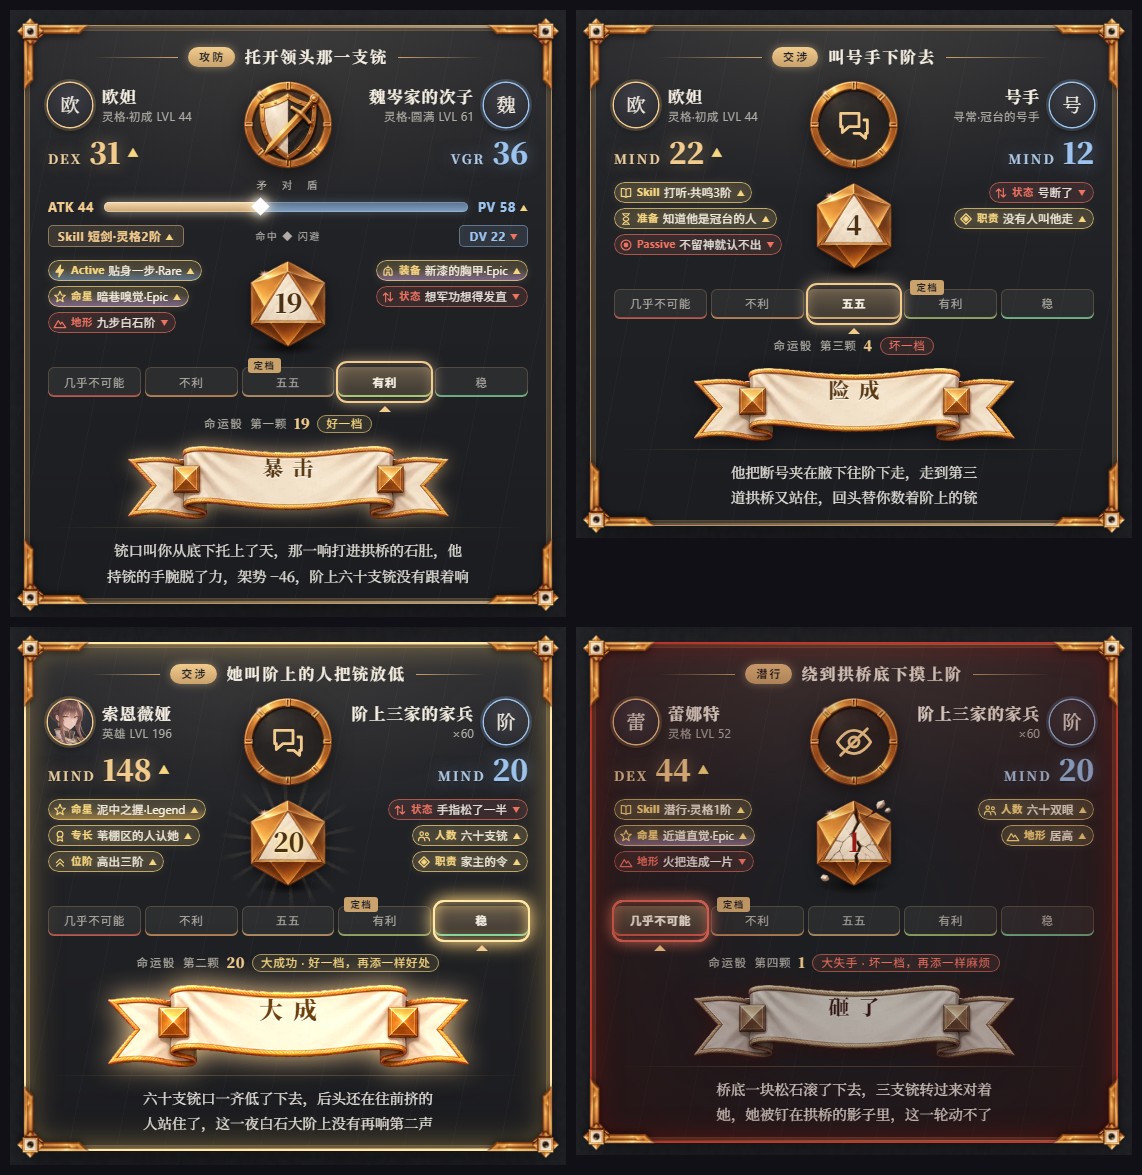 攻防 托开领头那一支铳
欧 欧妲
灵格·初成 LVL 44
魏岑家的次子 魏
灵格·圆满 LVL 61
DEX 31
VGR 36
矛 对 盾
ATK 44
PV 58
Skill 短剑·灵格2阶
命中 ◆ 闪避
DV 22
Active 贴身一步·Rare
命星 暗巷嗅觉·Epic
地形 九步白石阶
19
装备 新漆的胸甲·Epic
状态 想军功想得发直
定档
几乎不可能 不利 五五 有利 稳
命运骰 第一颗 19 好一档
暴击
铳口叫你从底下托上了天，那一响打进拱桥的石肚，他
持铳的手腕脱了力，架势 −46，阶上六十支铳没有跟着响
交涉 叫号手下阶去
欧 欧妲
灵格·初成 LVL 44
号手 号
寻常·冠台的号手
MIND 22
MIND 12
Skill 打听·共鸣3阶
准备 知道他是冠台的人
Passive 不留神就认不出
4
状态 号断了
职责 没有人叫他走
定档
几乎不可能 不利 五五 有利 稳
命运骰 第三颗 4 坏一档
险成
他把断号夹在腋下往阶下走，走到第三
道拱桥又站住，回头替你数着阶上的铳
交涉 她叫阶上的人把铳放低
索恩薇娅
英雄 LVL 196
阶上三家的家兵 阶
×60
MIND 148
MIND 20
命星 泥中之握·Legend
专长 苇棚区的人认她
位阶 高出三阶
20
状态 手指松了一半
人数 六十支铳
职责 家主的令
定档
几乎不可能 不利 五五 有利 稳
命运骰 第二颗 20 大成功 · 好一档，再添一样好处
大成
六十支铳口一齐低了下去，后头还在往前挤的
人站住了，这一夜白石大阶上没有再响第二声
潜行 绕到拱桥底下摸上阶
蕾 蕾娜特
灵格 LVL 52
阶上三家的家兵 阶
×60
DEX 44
MIND 20
Skill 潜行·灵格1阶
命星 近道直觉·Epic
地形 火把连成一片
1
人数 六十双眼
地形 居高
定档
几乎不可能 不利 五五 有利 稳
命运骰 第四颗 1 大失手 · 坏一档，再添一样麻烦
砸了
桥底一块松石滚了下去，三支铳转过来对着
她，她被钉在拱桥的影子里，这一轮动不了